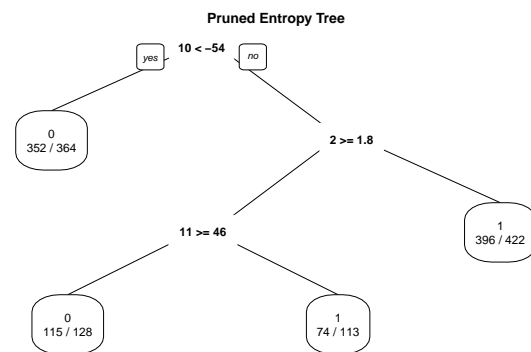 Pruned Entropy Tree
yes
10 < −54
no
0
352 / 364
2 >= 1.8
1
396 / 422
11 >= 46
0
115 / 128
1
74 / 113